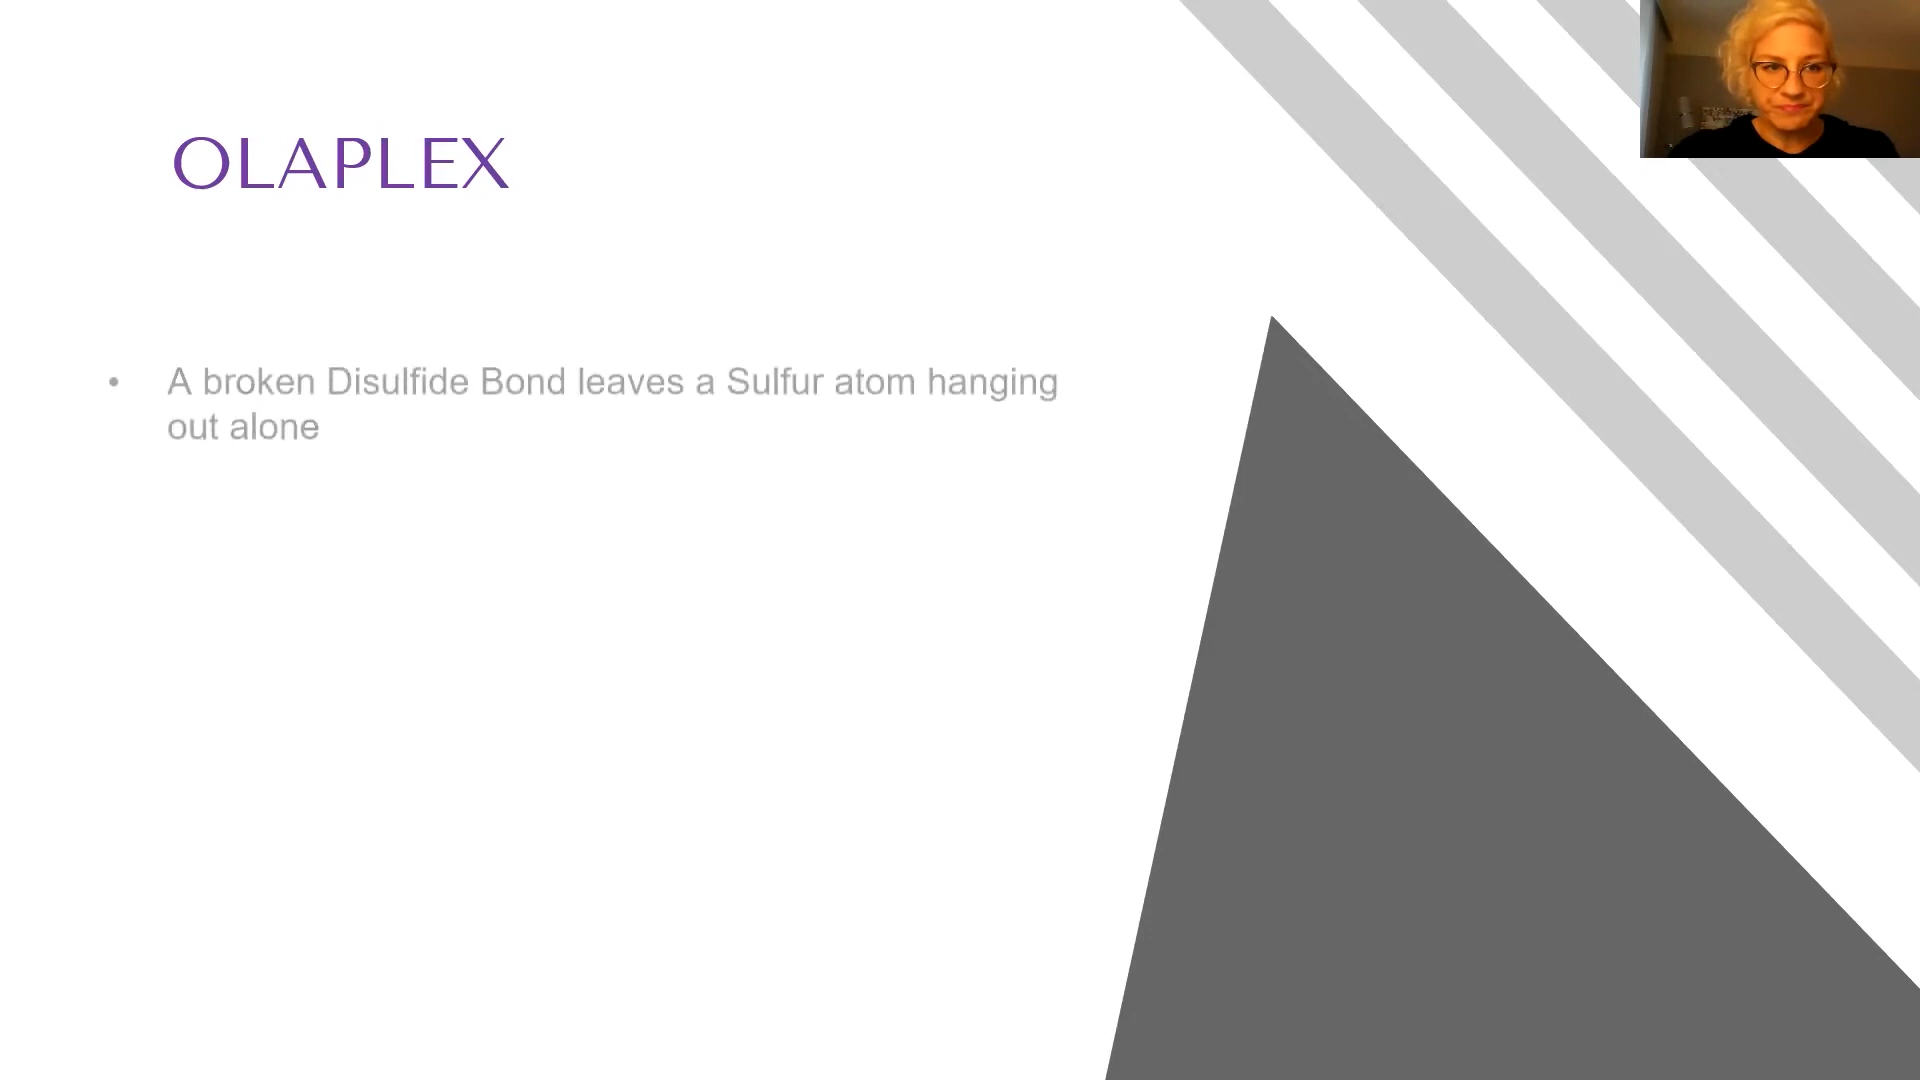 OLAPLEX
• A broken Disulfide Bond leaves a Sulfur atom hanging
out alone